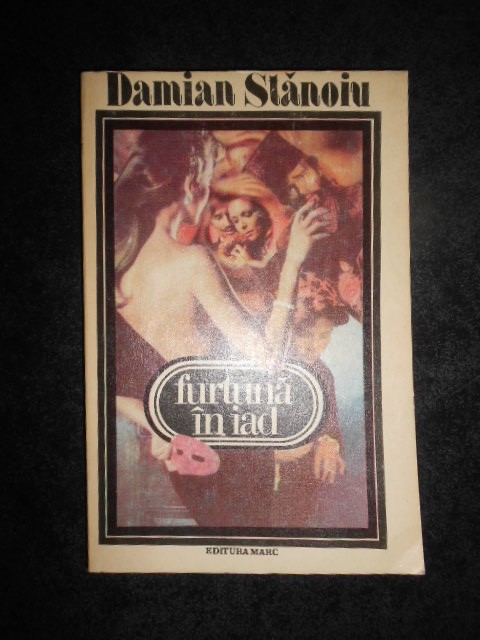 Damian Stănoiu
furtună
în iad
EDITURA MARC